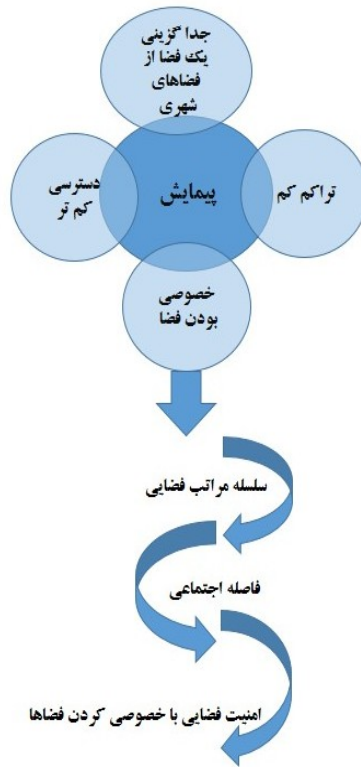 جدا گزینی
یک فضا از
فضاهای
شهری
تراکم کم
پیمایش
دسترسی
کم تر
خصوصی
بودن فضا
سلسله مراتب فضایی
فاصله اجتماعی
امنیت فضایی با خصوصی کردن فضاها